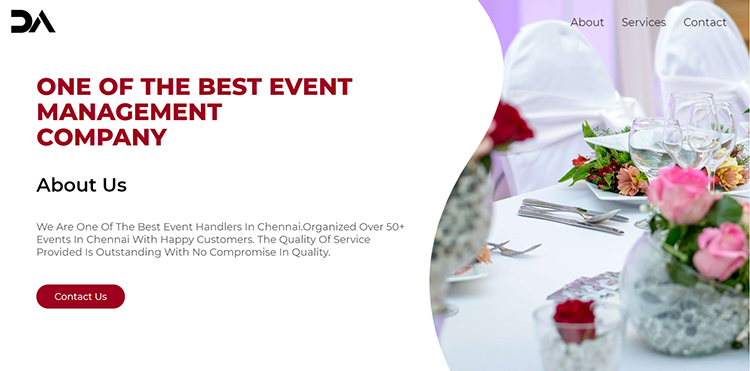 DA
About Services Contact
ONE OF THE BEST EVENT
MANAGEMENT
COMPANY
About Us
We Are One Of The Best Event Handlers In Chennai.Organized Over 50+
Events In Chennai With Happy Customers. The Quality Of Service
Provided Is Outstanding With No Compromise In Quality.
Contact Us